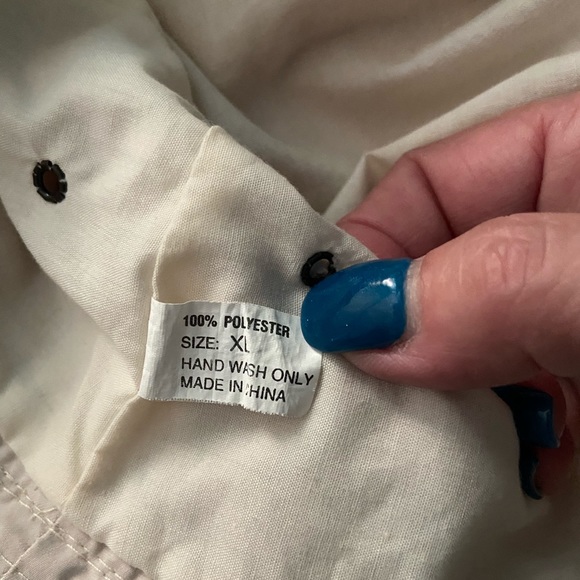 100% POLYESTER
SIZE: XL
HAND WASH ONLY
MADE IN CHINA